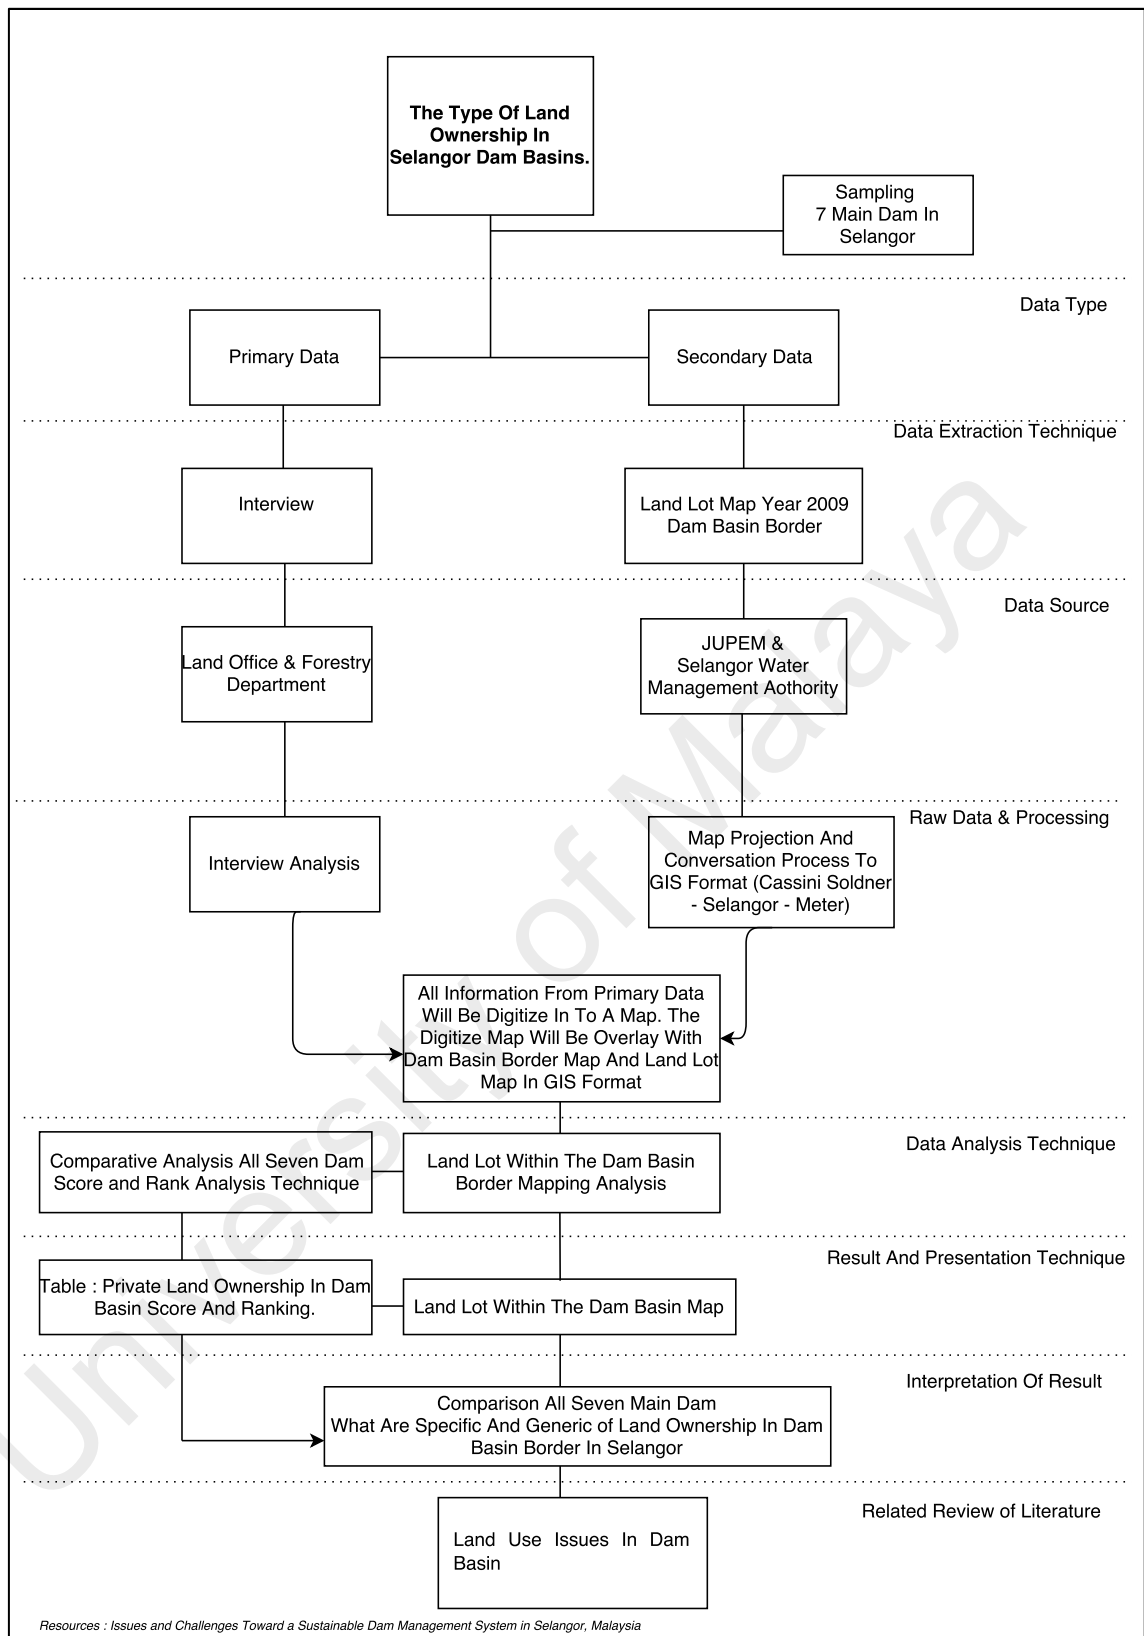 The Type Of Land
Ownership In
Selangor Dam Basins.
Sampling
7 Main Dam In
Selangor
Data Type
Primary Data
Secondary Data
Data Extraction Technique
Interview
Land Lot Map Year 2009
Dam Basin Border
Data Source
Land Office & Forestry
Department
JUPEM &
Selangor Water
Management Aothority
Raw Data & Processing
Interview Analysis
Map Projection And
Conversation Process To
GIS Format (Cassini Soldner
- Selangor - Meter)
All Information From Primary Data
Will Be Digitize In To A Map. The
Digitize Map Will Be Overlay With
Dam Basin Border Map And Land Lot
Map In GIS Format
Data Analysis Technique
Comparative Analysis All Seven Dam
Score and Rank Analysis Technique
Land Lot Within The Dam Basin
Border Mapping Analysis
Result And Presentation Technique
Table : Private Land Ownership In Dam
Basin Score And Ranking.
Land Lot Within The Dam Basin Map
Interpretation Of Result
Comparison All Seven Main Dam
What Are Specific And Generic of Land Ownership In Dam
Basin Border In Selangor
Related Review of Literature
Land Use Issues In Dam
Basin
Resources : Issues and Challenges Toward a Sustainable Dam Management System in Selangor, Malaysia
University of Malaya